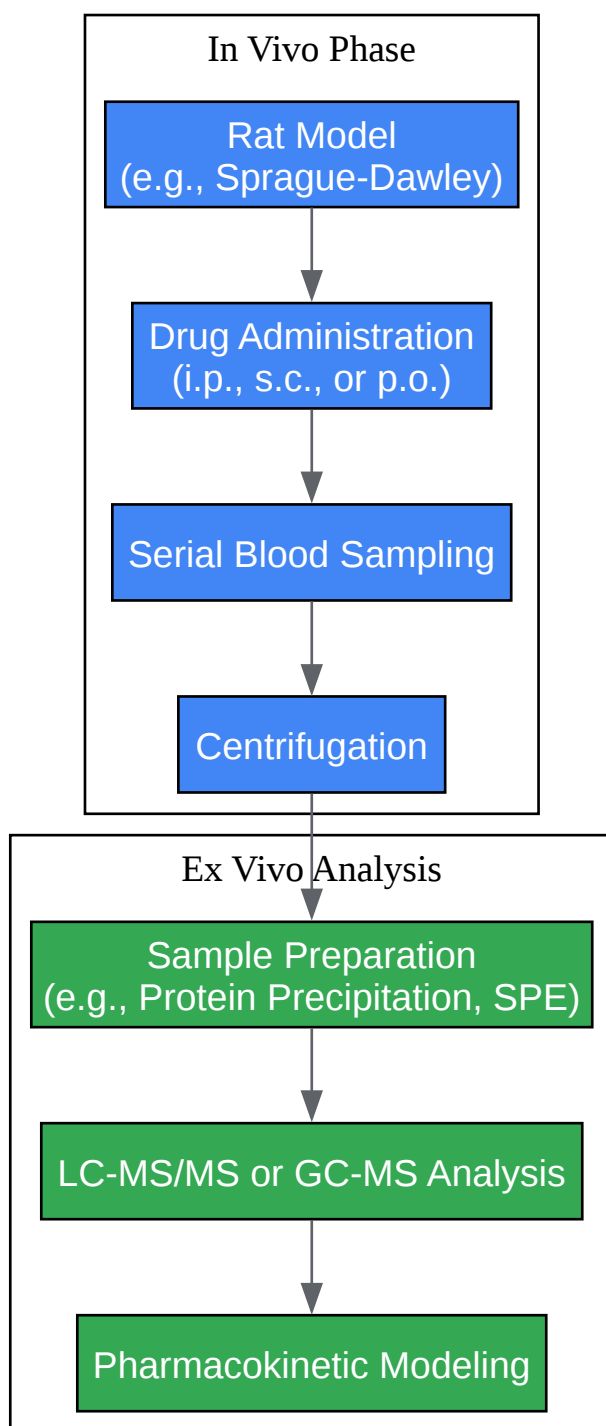 In Vivo Phase
Rat Model
(e.g., Sprague-Dawley)
Drug Administration
(i.p., s.c., or p.o.)
Serial Blood Sampling
Centrifugation
Ex Vivo Analysis
Sample Preparation
(e.g., Protein Precipitation, SPE)
LC-MS/MS or GC-MS Analysis
Pharmacokinetic Modeling